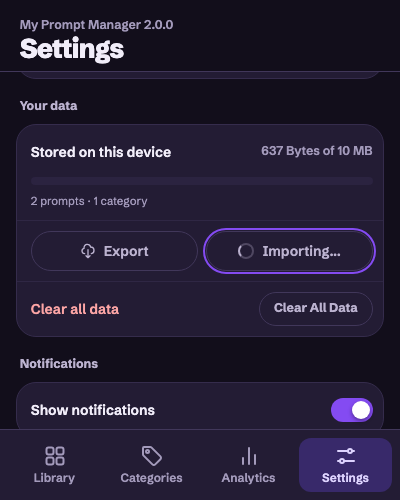 My Prompt Manager 2.0.0
Settings
Your data
Stored on this device
637 Bytes of 10 MB
2 prompts · 1 category
Export
Importing...
Clear all data
Clear All Data
Notifications
Show notifications
Library
Categories
Analytics
Settings